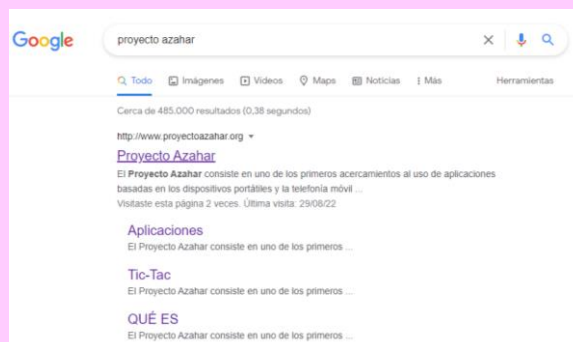 Google
proyecto azahar
Todo Imágenes Vídeos Maps Noticias Más Herramientas
Cerca de 485.000 resultados (0,38 segundos)
http://www.proyectoazahar.org
Proyecto Azahar
El Proyecto Azahar consiste en uno de los primeros acercamientos al uso de aplicaciones
basadas en los dispositivos portátiles y la telefonía móvil ...
Visitaste esta página 2 veces. Última visita: 29/08/22
Aplicaciones
El Proyecto Azahar consiste en uno de los primeros ...
Tic-Tac
El Proyecto Azahar consiste en uno de los primeros ...
QUÉ ES
El Proyecto Azahar consiste en uno de los primeros ...